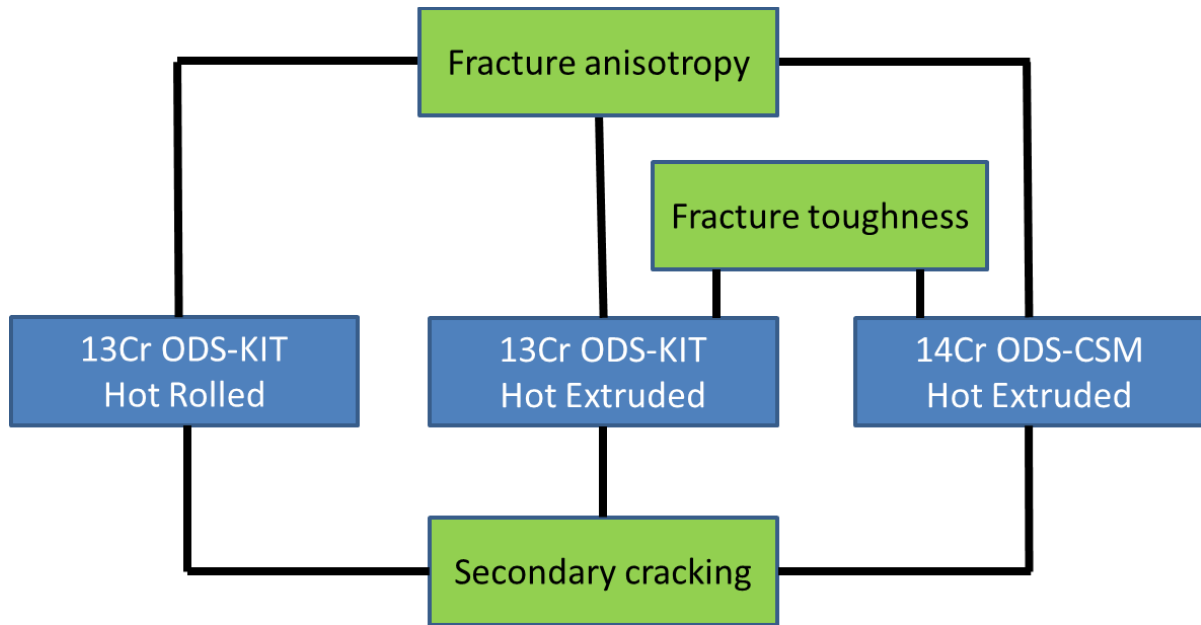 Fracture anisotropy
Fracture toughness
13Cr ODS-KIT
Hot Rolled
13Cr ODS-KIT
Hot Extruded
14Cr ODS-CSM
Hot Extruded
Secondary cracking